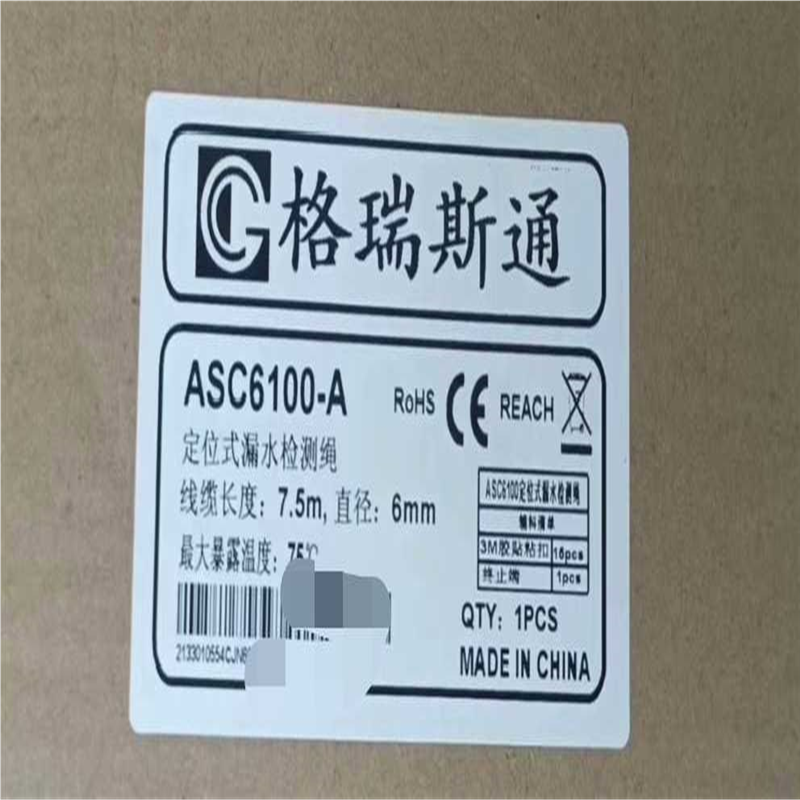 格瑞斯通
ASC6100-A
RoHS CE REACH
定位式漏水检测绳
线缆长度：7.5m, 直径：6mm
最大暴露温度：75℃
ASC6100定位式漏水检测绳
辅料清单
3M胶贴粘扣 15pcs
终止端 1pcs
QTY：1PCS
MADE IN CHINA
2133010554CJN